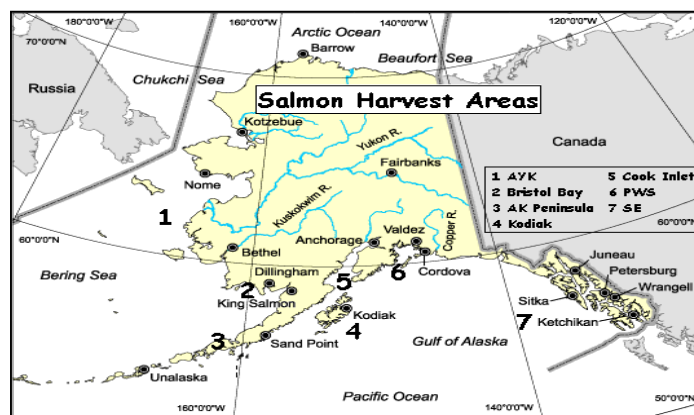 160°0'0"W
Arctic Ocean
140°0'0"W
120°0'0"W
70°0'0"N
Barrow
Beaufort Sea
70°0'0"N
Russia
Chukchi Sea
Salmon Harvest Areas
Kotzebue
Canada
Yukon R.
Fairbanks
Nome
Kuskokwim R.
1 AYK 5 Cook Inlet
2 Bristol Bay 6 PWS
3 AK Peninsula 7 SE
4 Kodiak
1
60°0'0"N
Anchorage
Valdez
Copper R.
60°0'0"N
Bethel
Bering Sea
Dillingham
2
King Salmon
5
6
Cordova
Juneau
Petersburg
Wrangell
Sitka
7
Ketchikan
Kodiak
4
3
Sand Point
Gulf of Alaska
Unalaska
Pacific Ocean
160°0'0"W
140°0'0"W
50°0'0"N